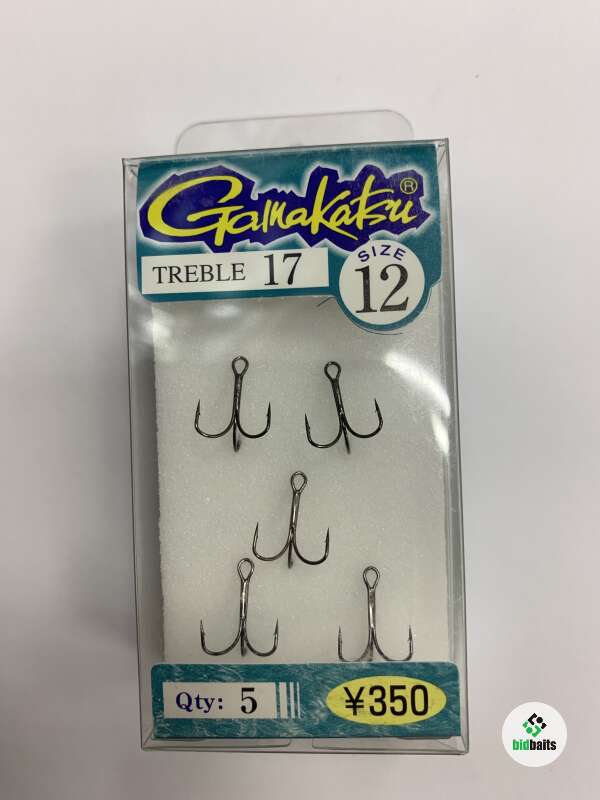 Gamakatsu®
TREBLE 17
SIZE
12
Qty: 5
¥350
bidbaits